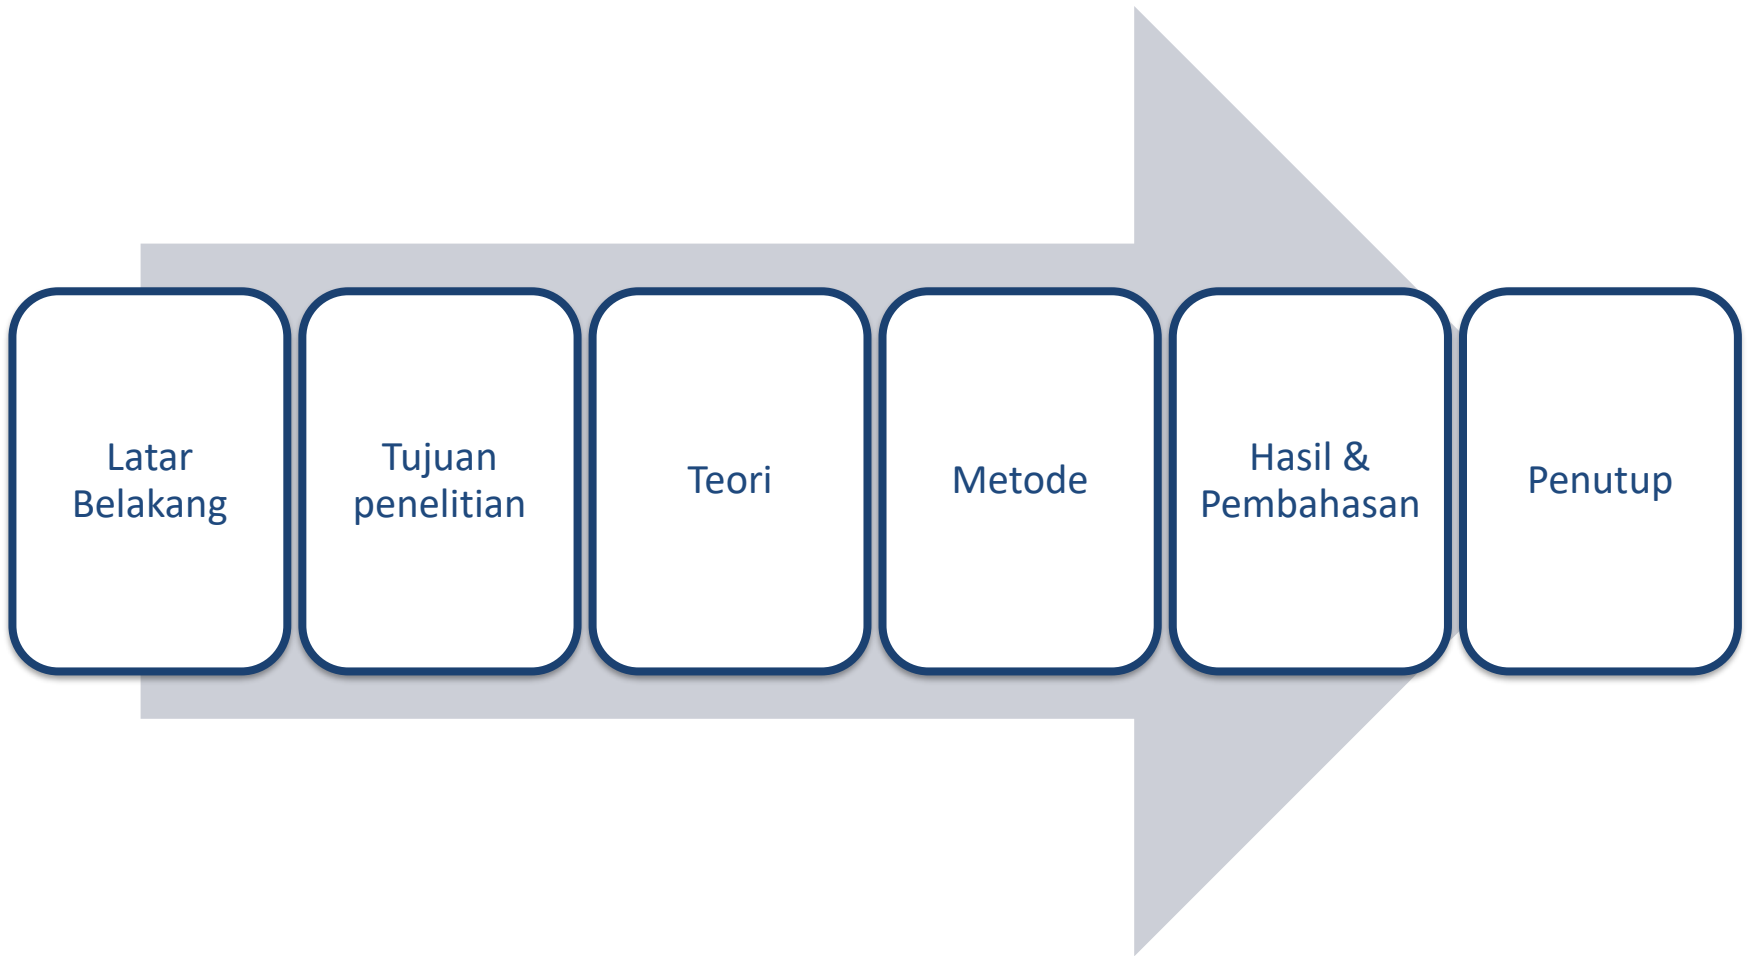 Latar
Belakang
Tujuan
penelitian
Teori
Metode
Hasil &
Pembahasan
Penutup